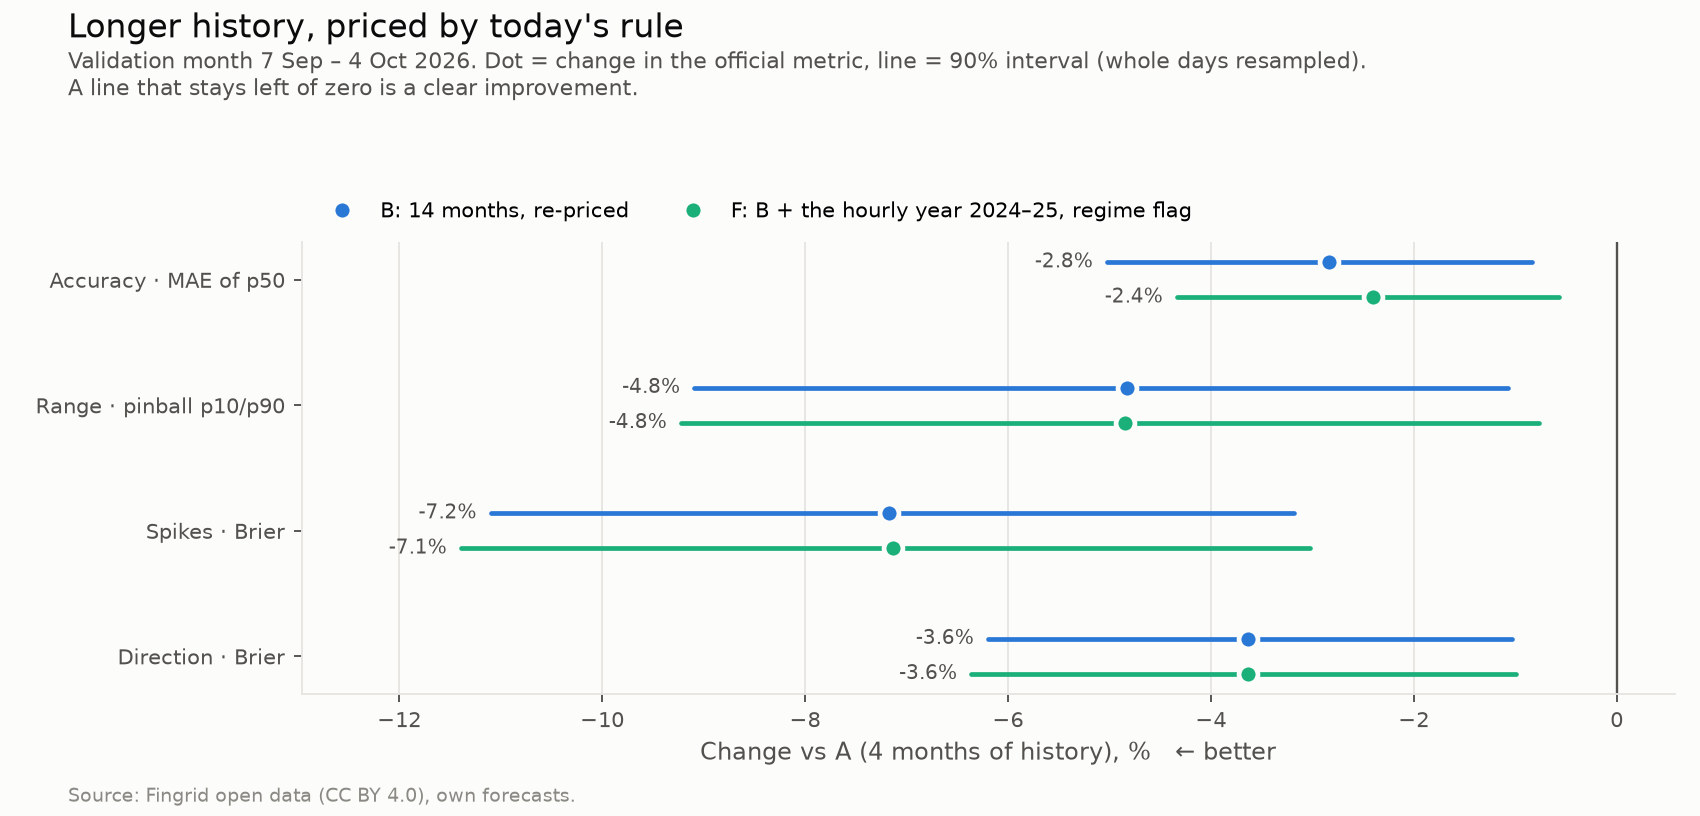 Longer history, priced by today's rule
Validation month 7 Sep – 4 Oct 2026. Dot = change in the official metric, line = 90% interval (whole days resampled).
A line that stays left of zero is a clear improvement.
B: 14 months, re-priced
F: B + the hourly year 2024–25, regime flag
Accuracy · MAE of p50
-2.8%
-2.4%
Range · pinball p10/p90
-4.8%
-4.8%
Spikes · Brier
-7.2%
-7.1%
Direction · Brier
-3.6%
-3.6%
−12
−10
−8
−6
−4
−2
0
Change vs A (4 months of history), % ← better
Source: Fingrid open data (CC BY 4.0), own forecasts.